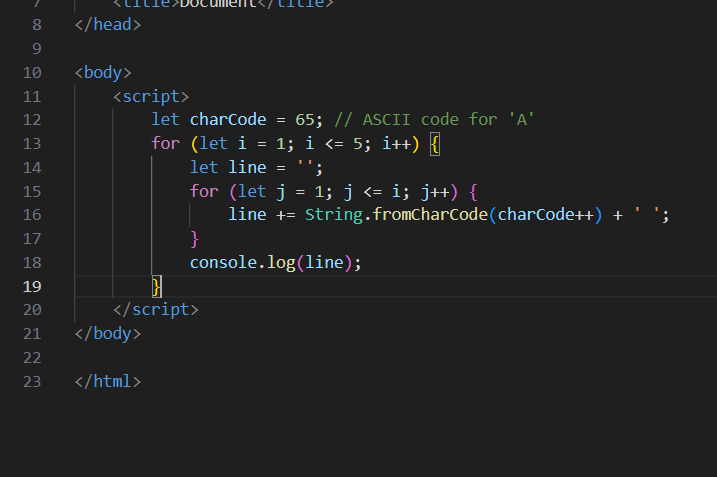 7 <title>Document</title>
8 </head>
9
10 <body>
11 <script>
12 let charCode = 65; // ASCII code for 'A'
13 for (let i = 1; i <= 5; i++) {
14 let line = '';
15 for (let j = 1; j <= i; j++) {
16 line += String.fromCharCode(charCode++) + ' ';
17 }
18 console.log(line);
19 }
20 </script>
21 </body>
22
23 </html>